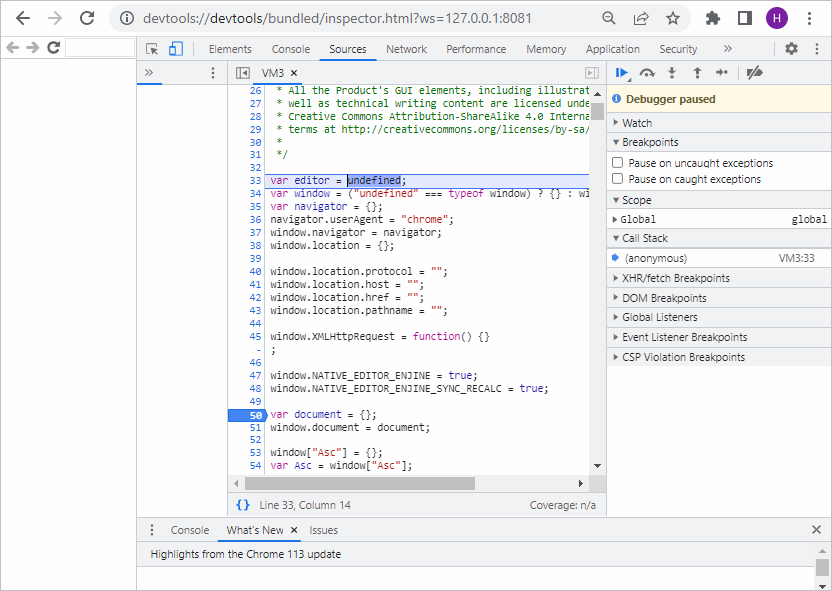 devtools://devtools/bundled/inspector.html?ws=127.0.0.1:8081
H
Elements Console Sources Network Performance Memory Application Security »
» VM3 ×
26 * All the Product's GUI elements, including illustrat
27 * well as technical writing content are licensed unde
28 * Creative Commons Attribution-ShareAlike 4.0 Interna
29 * terms at http://creativecommons.org/licenses/by-sa/
30 *
31 */
32
33 var editor = undefined;
34 var window = ("undefined" === typeof window) ? {} : wi
35 var navigator = {};
36 navigator.userAgent = "chrome";
37 window.navigator = navigator;
38 window.location = {};
39
40 window.location.protocol = "";
41 window.location.host = "";
42 window.location.href = "";
43 window.location.pathname = "";
44
45 window.XMLHttpRequest = function() {}
- ;
46
47 window.NATIVE_EDITOR_ENJINE = true;
48 window.NATIVE_EDITOR_ENJINE_SYNC_RECALC = true;
49
50 var document = {};
51 window.document = document;
52
53 window["Asc"] = {};
54 var Asc = window["Asc"];
{} Line 33, Column 14 Coverage: n/a
Debugger paused
Watch
Breakpoints
Pause on uncaught exceptions
Pause on caught exceptions
Scope
Global global
Call Stack
(anonymous) VM3:33
XHR/fetch Breakpoints
DOM Breakpoints
Global Listeners
Event Listener Breakpoints
CSP Violation Breakpoints
Console What's New × Issues
Highlights from the Chrome 113 update